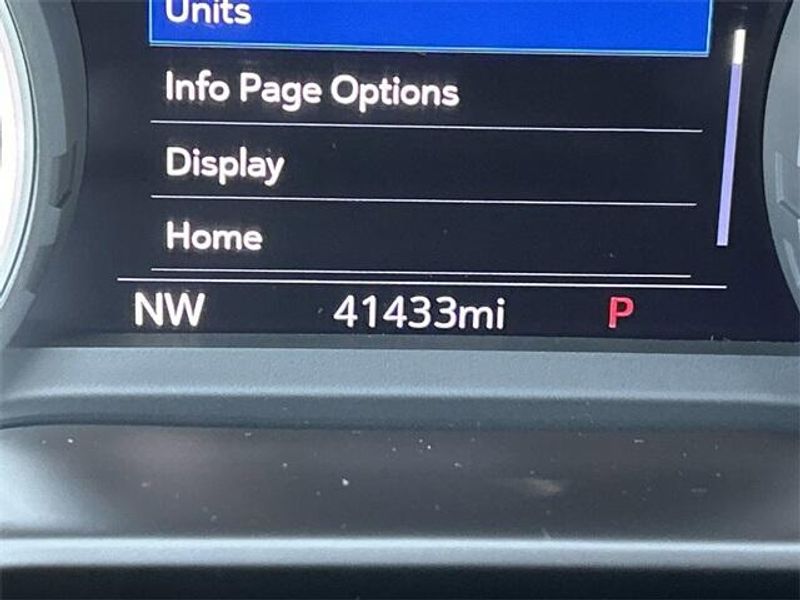 Units
Info Page Options
Display
Home
NW 41433mi P